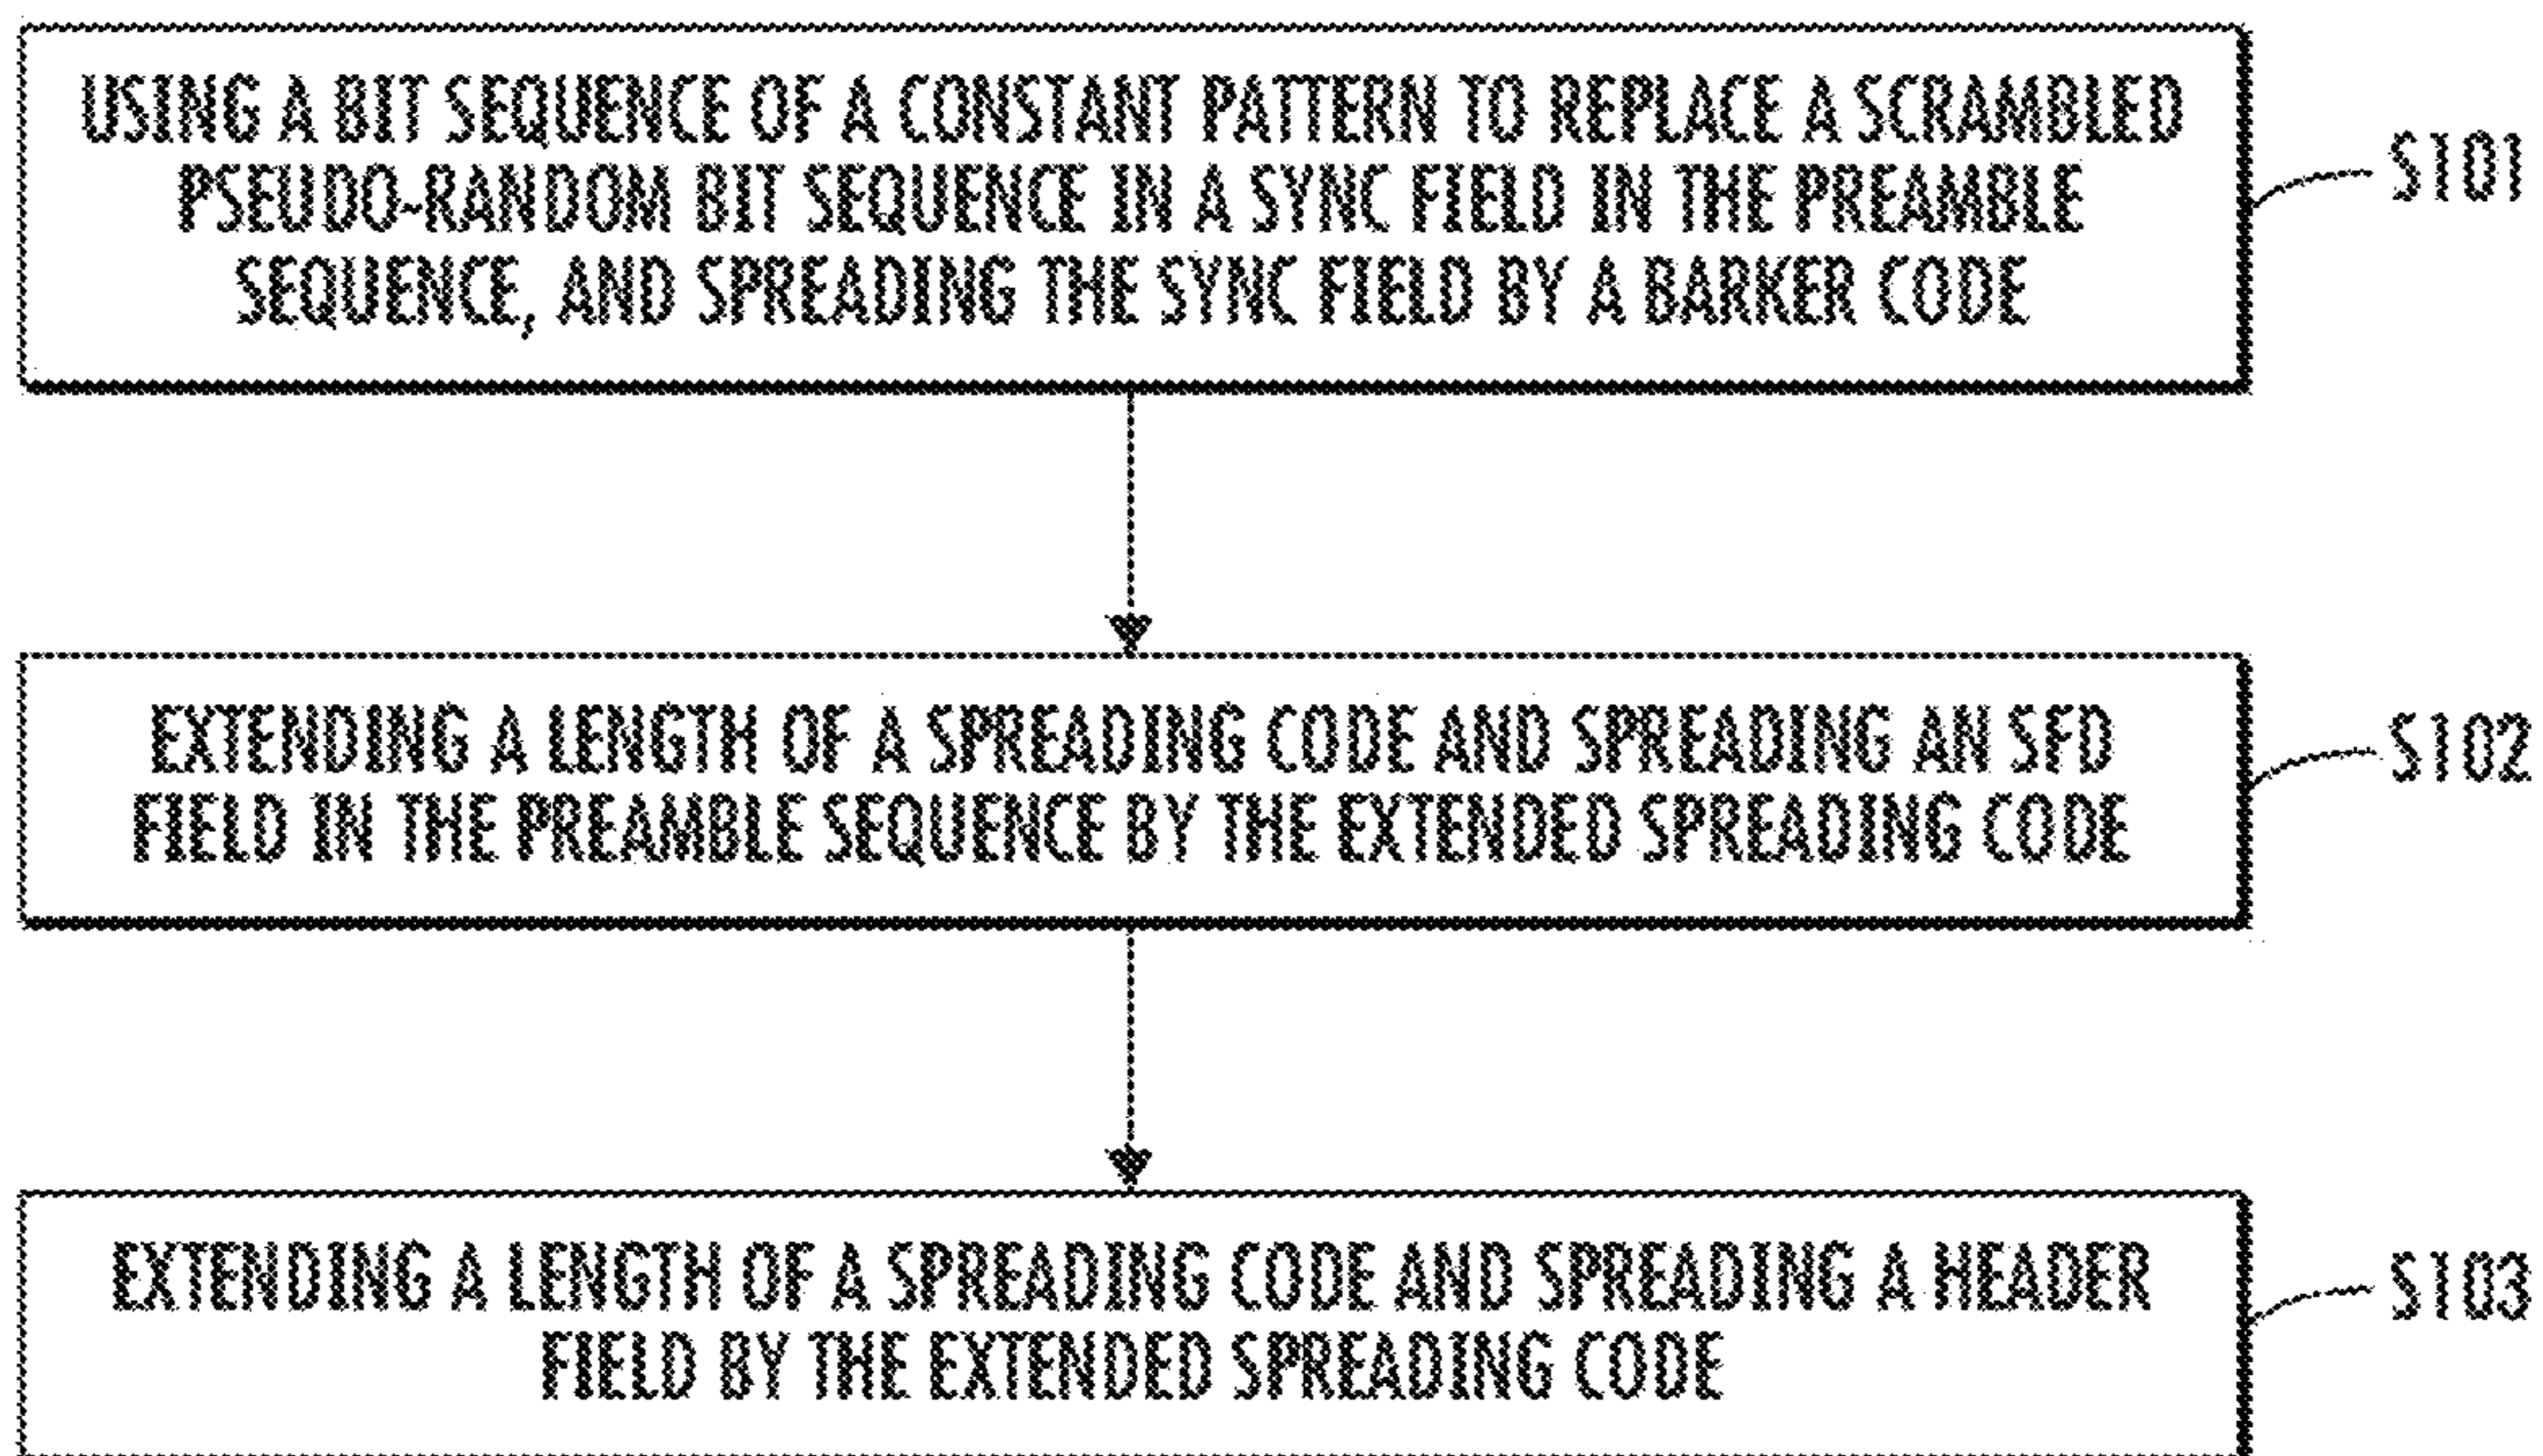 USING A BIT SEQUENCE OF A CONSTANT PATTERN TO REPLACE A SCRAMBLED
PSEUDO-RANDOM BIT SEQUENCE IN A SYNC FIELD IN THE PREAMBLE
SEQUENCE, AND SPREADING THE SYNC FIELD BY A BARKER CODE
S101
EXTENDING A LENGTH OF A SPREADING CODE AND SPREADING AN SFD
FIELD IN THE PREAMBLE SEQUENCE BY THE EXTENDED SPREADING CODE
S102
EXTENDING A LENGTH OF A SPREADING CODE AND SPREADING A HEADER
FIELD BY THE EXTENDED SPREADING CODE
S103